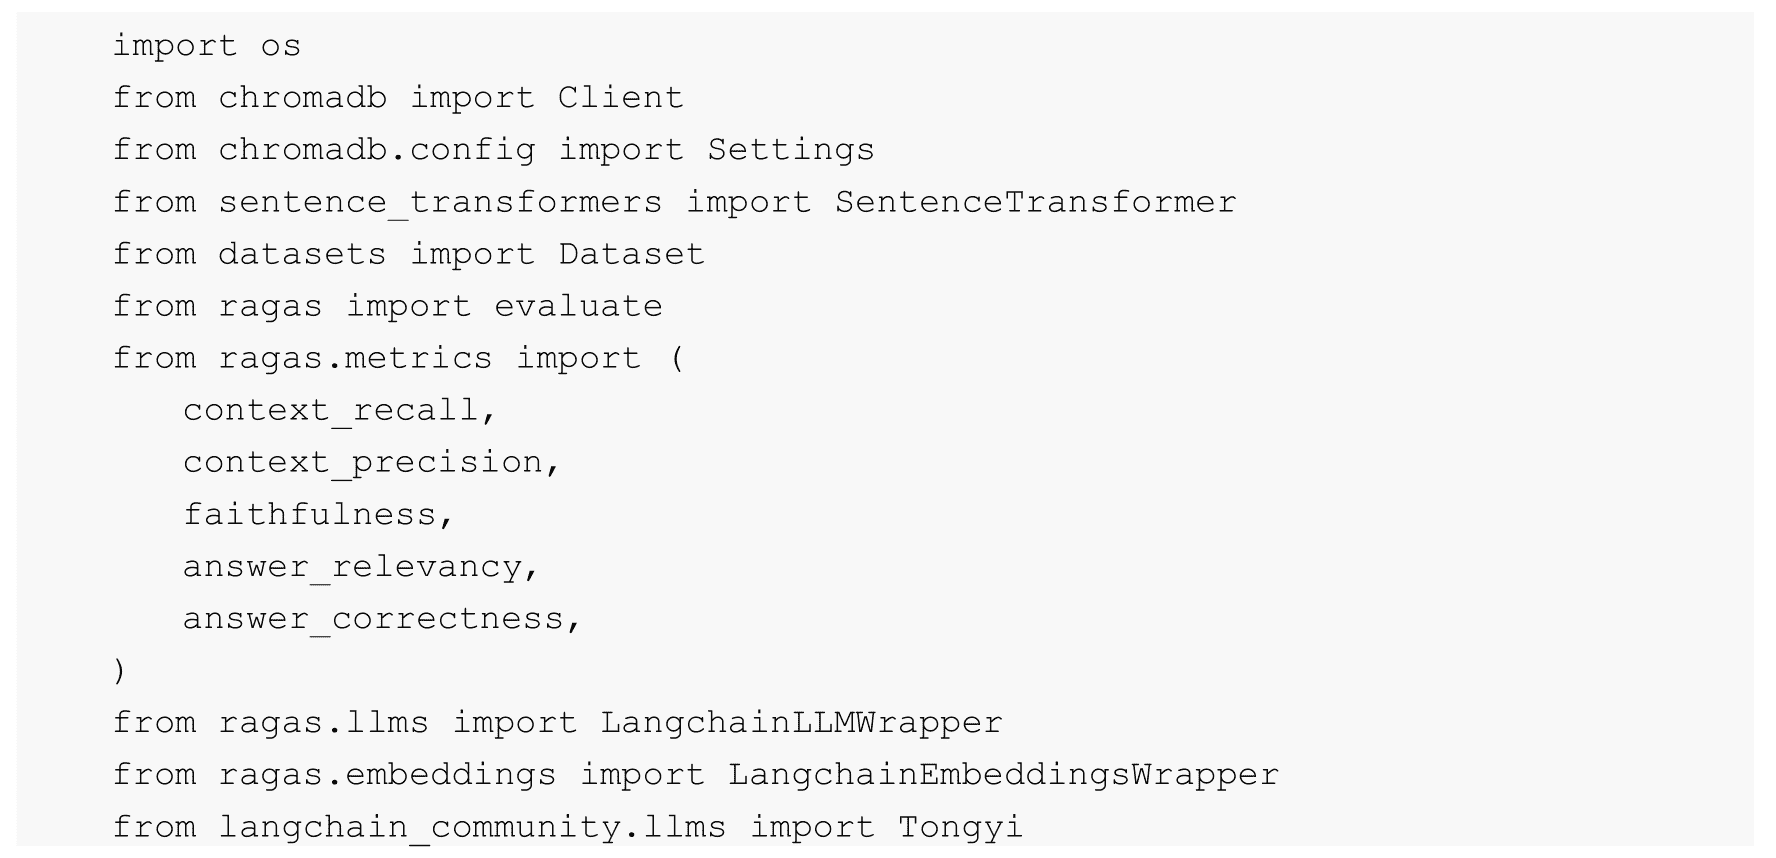 import os
from chromadb import Client
from chromadb.config import Settings
from sentence_transformers import SentenceTransformer
from datasets import Dataset
from ragas import evaluate
from ragas.metrics import (
    context_recall,
    context_precision,
    faithfulness,
    answer_relevancy,
    answer_correctness,
)
from ragas.llms import LangchainLLMWrapper
from ragas.embeddings import LangchainEmbeddingsWrapper
from langchain_community.llms import Tongyi